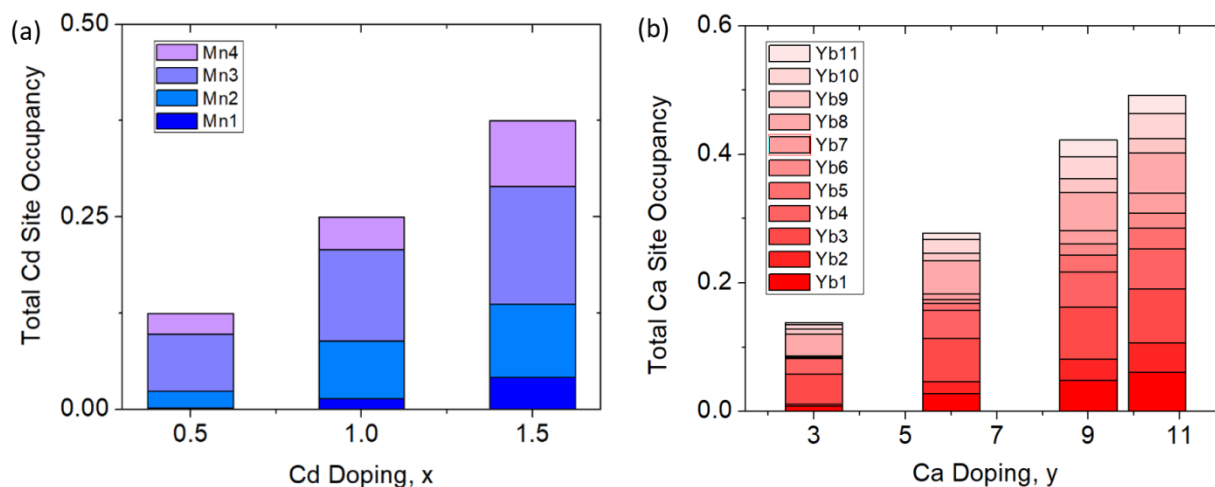 (a)
0.50
0.25
0.00
Total Cd Site Occupancy
Mn4
Mn3
Mn2
Mn1
0.5 1.0 1.5
Cd Doping, x
(b)
0.6
0.4
0.2
0.0
Total Ca Site Occupancy
Yb11
Yb10
Yb9
Yb8
Yb7
Yb6
Yb5
Yb4
Yb3
Yb2
Yb1
3 5 7 9 11
Ca Doping, y